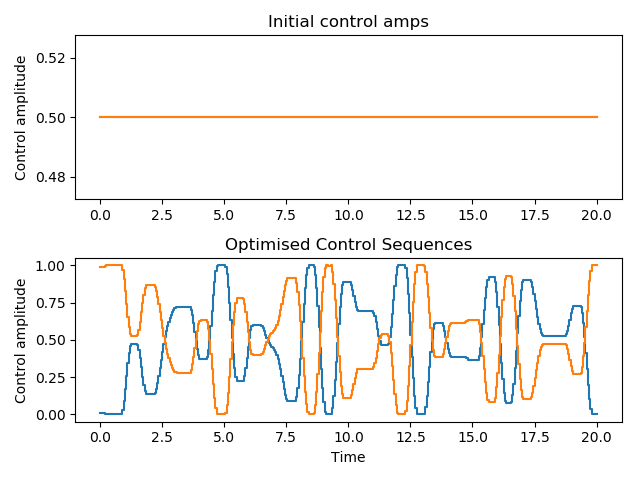 Initial control amps
Control amplitude
0.52
0.50
0.48
0.0 2.5 5.0 7.5 10.0 12.5 15.0 17.5 20.0
Optimised Control Sequences
Control amplitude
1.00
0.75
0.50
0.25
0.00
0.0 2.5 5.0 7.5 10.0 12.5 15.0 17.5 20.0
Time